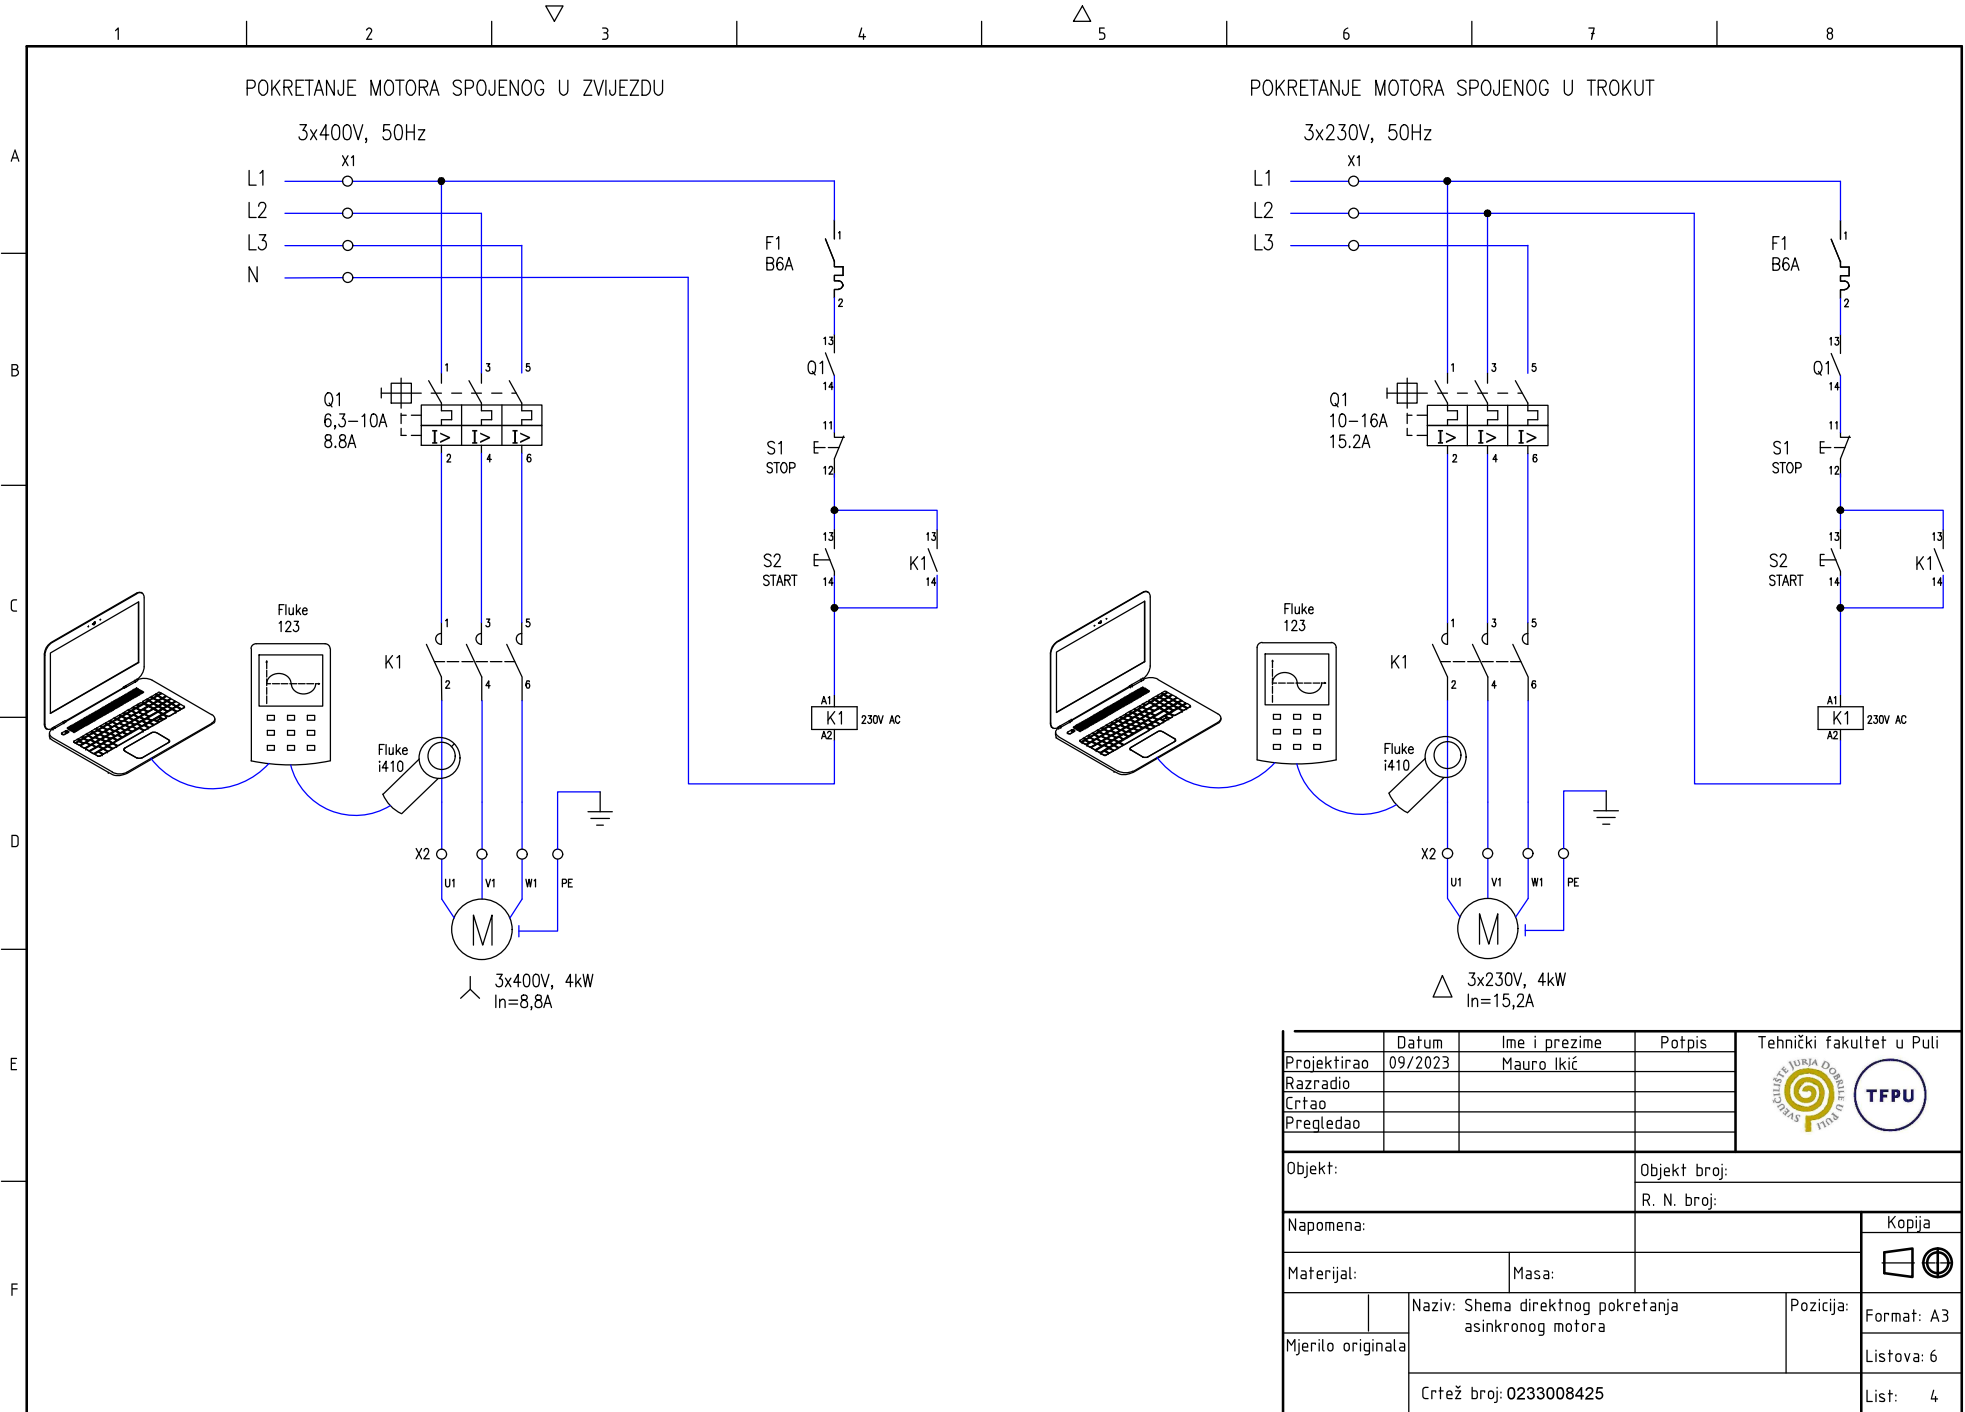 1 2 3 4 5 6 7 8
A
B
C
D
E
F
POKRETANJE MOTORA SPOJENOG U ZVIJEZDU
3x400V, 50Hz
X1
L1
L2
L3
N
F1
B6A
1
2
13
Q1
14
Q1
6,3-10A
8.8A
1 3 5
I> I> I>
2 4 6
11
S1
STOP
12
13
S2
START
14
13
K1
14
Fluke
123
1 3 5
K1
2 4 6
A1
K1 230V AC
A2
Fluke
i410
X2
U1 V1 W1 PE
M
3x400V, 4kW
In=8,8A
POKRETANJE MOTORA SPOJENOG U TROKUT
3x230V, 50Hz
X1
L1
L2
L3
F1
B6A
1
2
13
Q1
14
Q1
10-16A
15.2A
1 3 5
I> I> I>
2 4 6
11
S1
STOP
12
13
S2
START
14
13
K1
14
Fluke
123
1 3 5
K1
2 4 6
A1
K1 230V AC
A2
Fluke
i410
X2
U1 V1 W1 PE
M
3x230V, 4kW
In=15,2A
Datum Ime i prezime Potpis
Projektirao 09/2023 Mauro Ikić
Razradio
Crtao
Pregledao
Tehnički fakultet u Puli
SVEUČILIŠTE JURJA DOBRILE U PULI
TFPU
Objekt:
Objekt broj:
R. N. broj:
Napomena:
Kopija
Materijal: Masa:
Naziv: Shema direktnog pokretanja
asinkronog motora
Pozicija:
Format: A3
Mjerilo originala
Listova: 6
Crtež broj: 0233008425
List: 4